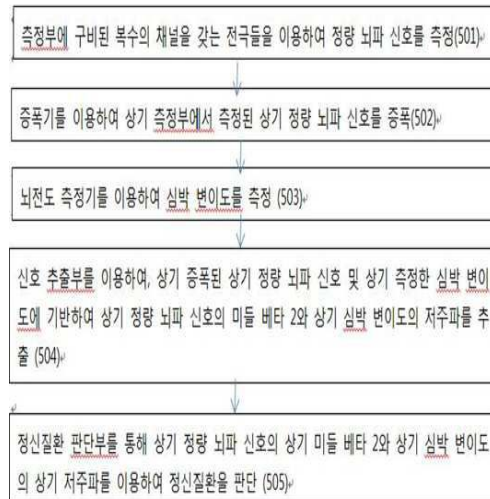 측정부에 구비된 복수의 채널을 갖는 전극들을 이용하여 정량 뇌파 신호를 측정(501)
증폭기를 이용하여 상기 측정부에서 측정된 상기 정량 뇌파 신호를 증폭(502)
뇌전도 측정기를 이용하여 심박 변이도를 측정 (503)
신호 추출부를 이용하여, 상기 증폭된 상기 정량 뇌파 신호 및 상기 측정한 심박 변이
도에 기반하여 상기 정량 뇌파 신호의 미들 베타 2와 상기 심박 변이도의 저주파를 추
출 (504)
정신질환 판단부를 통해 상기 정량 뇌파 신호의 상기 미들 베타 2와 상기 심박 변이도
의 상기 저주파를 이용하여 정신질환을 판단 (505)